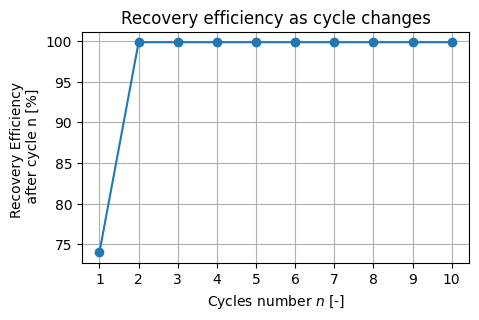 Recovery efficiency as cycle changes
Recovery Efficiency
after cycle n [%]
100
95
90
85
80
75
1 2 3 4 5 6 7 8 9 10
Cycles number n [-]